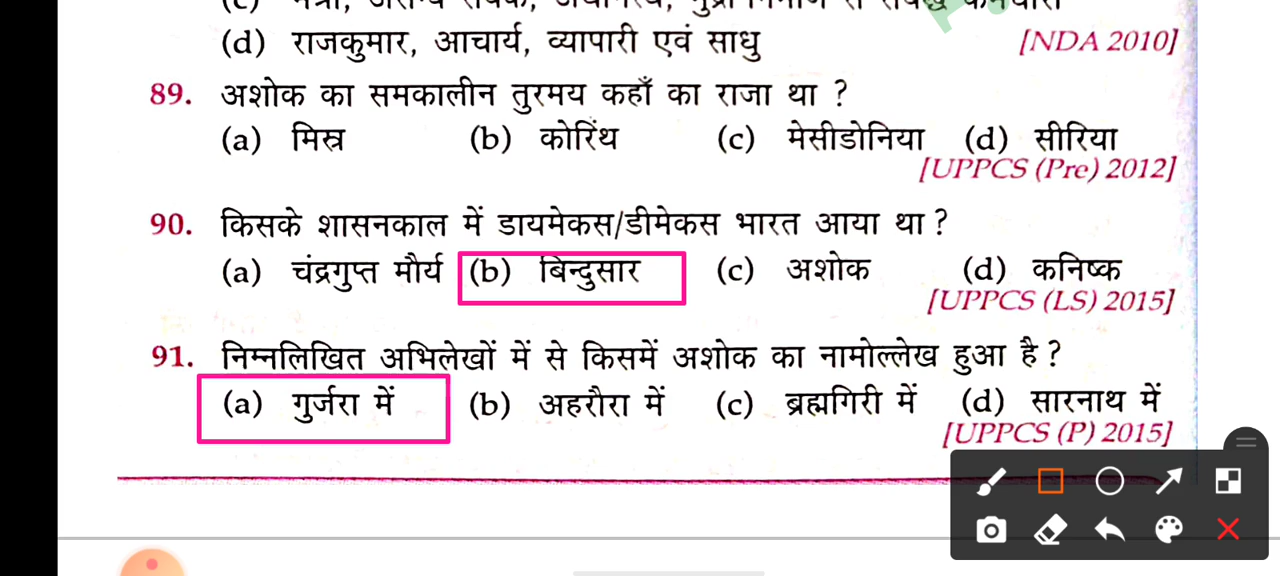 (d) राजकुमार, आचार्य, व्यापारी एवं साधु [NDA 2010]
89. अशोक का समकालीन तुरमय कहाँ का राजा था ?
(a) मिस्र (b) कोरिंथ (c) मेसीडोनिया (d) सीरिया
[UPPCS (Pre) 2012]
90. किसके शासनकाल में डायमेकस/डीमेकस भारत आया था ?
(a) चंद्रगुप्त मौर्य (b) बिन्दुसार (c) अशोक (d) कनिष्क
[UPPCS (LS) 2015]
91. निम्नलिखित अभिलेखों में से किसमें अशोक का नामोल्लेख हुआ है ?
(a) गुर्जरा में (b) अहरौरा में (c) ब्रह्मगिरी में (d) सारनाथ में
[UPPCS (P) 2015]